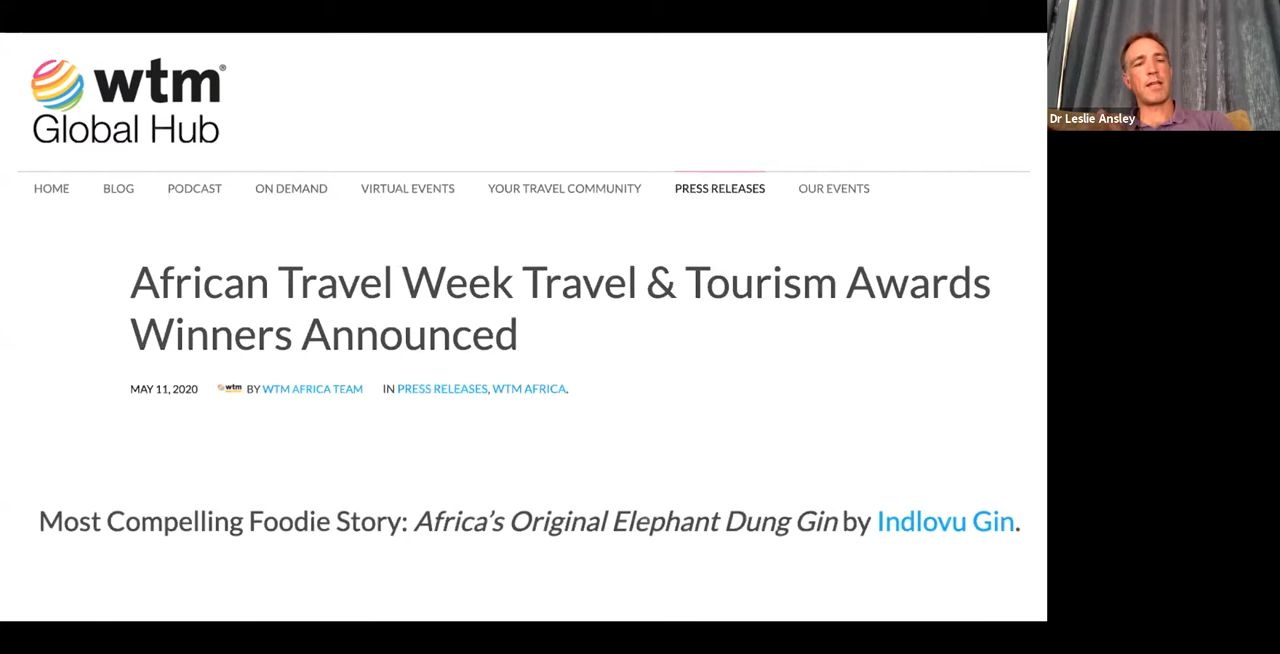 wtm®
Global Hub
HOME BLOG PODCAST ON DEMAND VIRTUAL EVENTS YOUR TRAVEL COMMUNITY PRESS RELEASES OUR EVENTS
African Travel Week Travel & Tourism Awards
Winners Announced
MAY 11, 2020 wtm BY WTM AFRICA TEAM IN PRESS RELEASES, WTM AFRICA.
Most Compelling Foodie Story: Africa’s Original Elephant Dung Gin by Indlovu Gin.
Dr Leslie Ansley